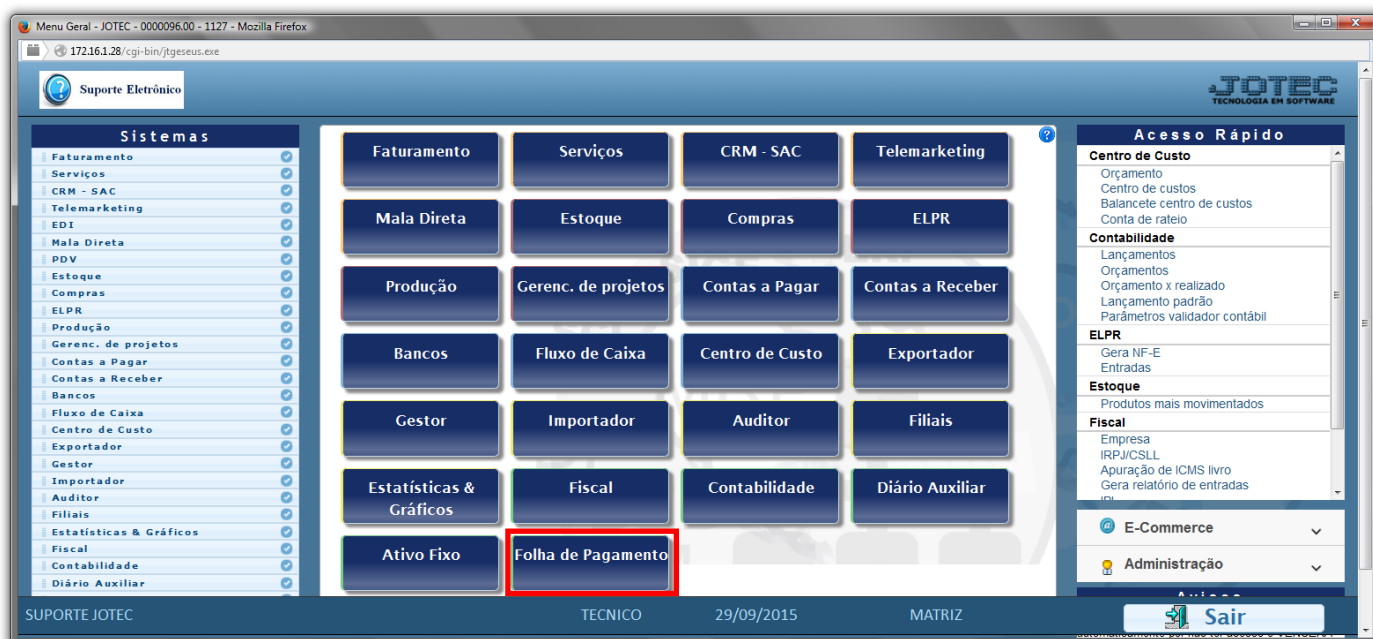 Menu Geral - JOTEC - 0000096.00 - 1127 - Mozilla Firefox
172.16.1.28/cgi-bin/jtgeseus.exe
Suporte Eletrônico
JOTEC
TECNOLOGIA EM SOFTWARE
Sistemas
Faturamento
Serviços
CRM - SAC
Telemarketing
EDI
Mala Direta
PDV
Estoque
Compras
ELPR
Produção
Gerenc. de projetos
Contas a Pagar
Contas a Receber
Bancos
Fluxo de Caixa
Centro de Custo
Exportador
Gestor
Importador
Auditor
Filiais
Estatísticas & Gráficos
Fiscal
Contabilidade
Diário Auxiliar
Faturamento
Serviços
CRM - SAC
Telemarketing
Mala Direta
Estoque
Compras
ELPR
Produção
Gerenc. de projetos
Contas a Pagar
Contas a Receber
Bancos
Fluxo de Caixa
Centro de Custo
Exportador
Gestor
Importador
Auditor
Filiais
Estatísticas &
Gráficos
Fiscal
Contabilidade
Diário Auxiliar
Ativo Fixo
Folha de Pagamento
Acesso Rápido
Centro de Custo
Orçamento
Centro de custos
Balancete centro de custos
Conta de rateio
Contabilidade
Lançamentos
Orçamentos
Orçamento x realizado
Lançamento padrão
Parâmetros validador contábil
ELPR
Gera NF-E
Entradas
Estoque
Produtos mais movimentados
Fiscal
Empresa
IRPJ/CSLL
Apuração de ICMS livro
Gera relatório de entradas
E-Commerce
Administração
SUPORTE JOTEC
TECNICO
29/09/2015
MATRIZ
Sair